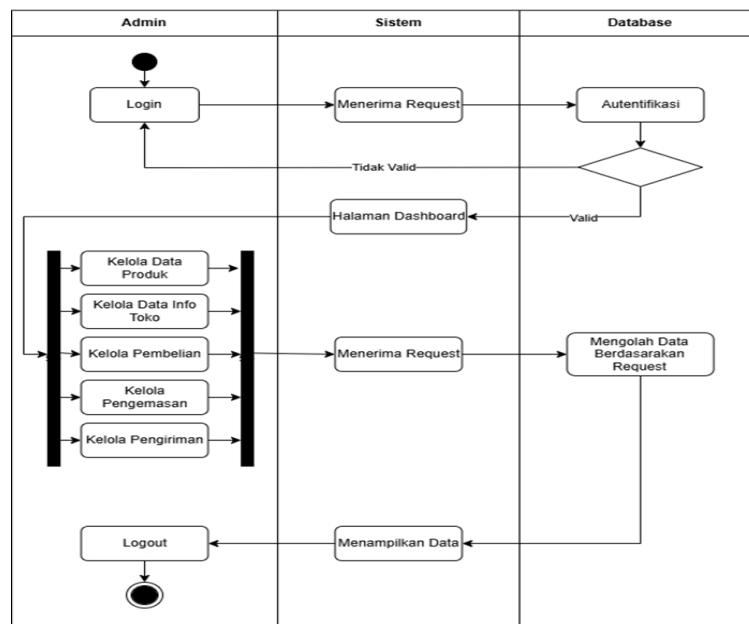 Admin
Sistem
Database
Login
Menerima Request
Autentifikasi
Tidak Valid
Halaman Dashboard
Valid
Kelola Data
Produk
Kelola Data Info
Toko
Kelola Pembelian
Menerima Request
Mengolah Data
Berdasarakan
Request
Kelola
Pengemasan
Kelola Pengiriman
Logout
Menampilkan Data